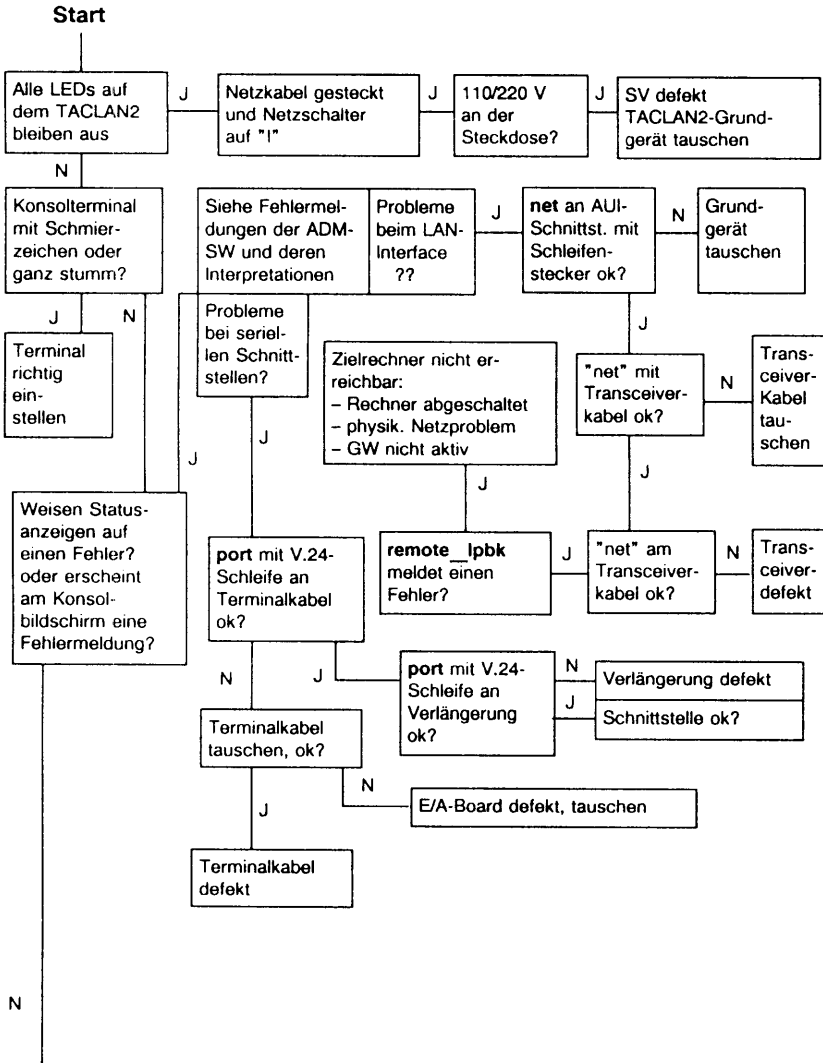 Start
Alle LEDs auf
dem TACLAN2
bleiben aus
J
Netzkabel gesteckt
und Netzschalter
auf "I"
J
110/220 V
an der
Steckdose?
J
SV defekt
TACLAN2-Grund-
gerät tauschen
N
Konsolterminal
mit Schmier-
zeichen oder
ganz stumm?
Siehe Fehlermel-
dungen der ADM-
SW und deren
Interpretationen
Probleme
beim LAN-
Interface
??
J
net an AUI-
Schnittst. mit
Schleifen-
stecker ok?
N
Grund-
gerät
tauschen
J
N
Terminal
richtig
ein-
stellen
Probleme
bei seriel-
len Schnitt-
stellen?
J
Zielrechner nicht er-
reichbar:
– Rechner abgeschaltet
– physik. Netzproblem
– GW nicht aktiv
"net" mit
Transceiver-
kabel ok?
N
Trans-
ceiver-
Kabel
tau-
schen
J
J
J
J
Weisen Status-
anzeigen auf
einen Fehler?
oder erscheint
am Konsol-
bildschirm eine
Fehlermeldung?
port mit V.24-
Schleife an
Terminalkabel
ok?
remote_lpbk
meldet einen
Fehler?
J
"net" am
Transceiver-
kabel ok?
N
Trans-
ceiver-
defekt
N
J
port mit V.24-
Schleife an
Verlängerung
ok?
N
Verlängerung defekt
J
Schnittstelle ok?
Terminalkabel
tauschen, ok?
N
E/A-Board defekt, tauschen
J
Terminalkabel
defekt
N